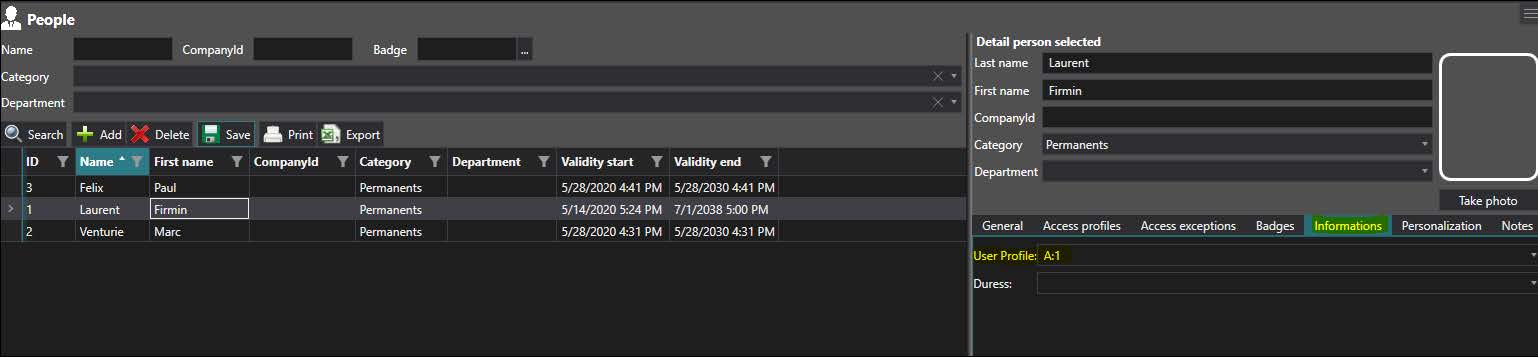 People
Name CompanyId Badge ...
Category
Department
Search Add Delete Save Print Export
ID Name First name CompanyId Category Department Validity start Validity end
3 Felix Paul Permanents 5/28/2020 4:41 PM 5/28/2030 4:41 PM
1 Laurent Firmin Permanents 5/14/2020 5:24 PM 7/1/2038 5:00 PM
2 Venturie Marc Permanents 5/28/2020 4:31 PM 5/28/2030 4:31 PM
Detail person selected
Last name Laurent
First name Firmin
CompanyId
Category Permanents
Department
Take photo
General Access profiles Access exceptions Badges Informations Personalization Notes
User Profile: A:1
Duress: